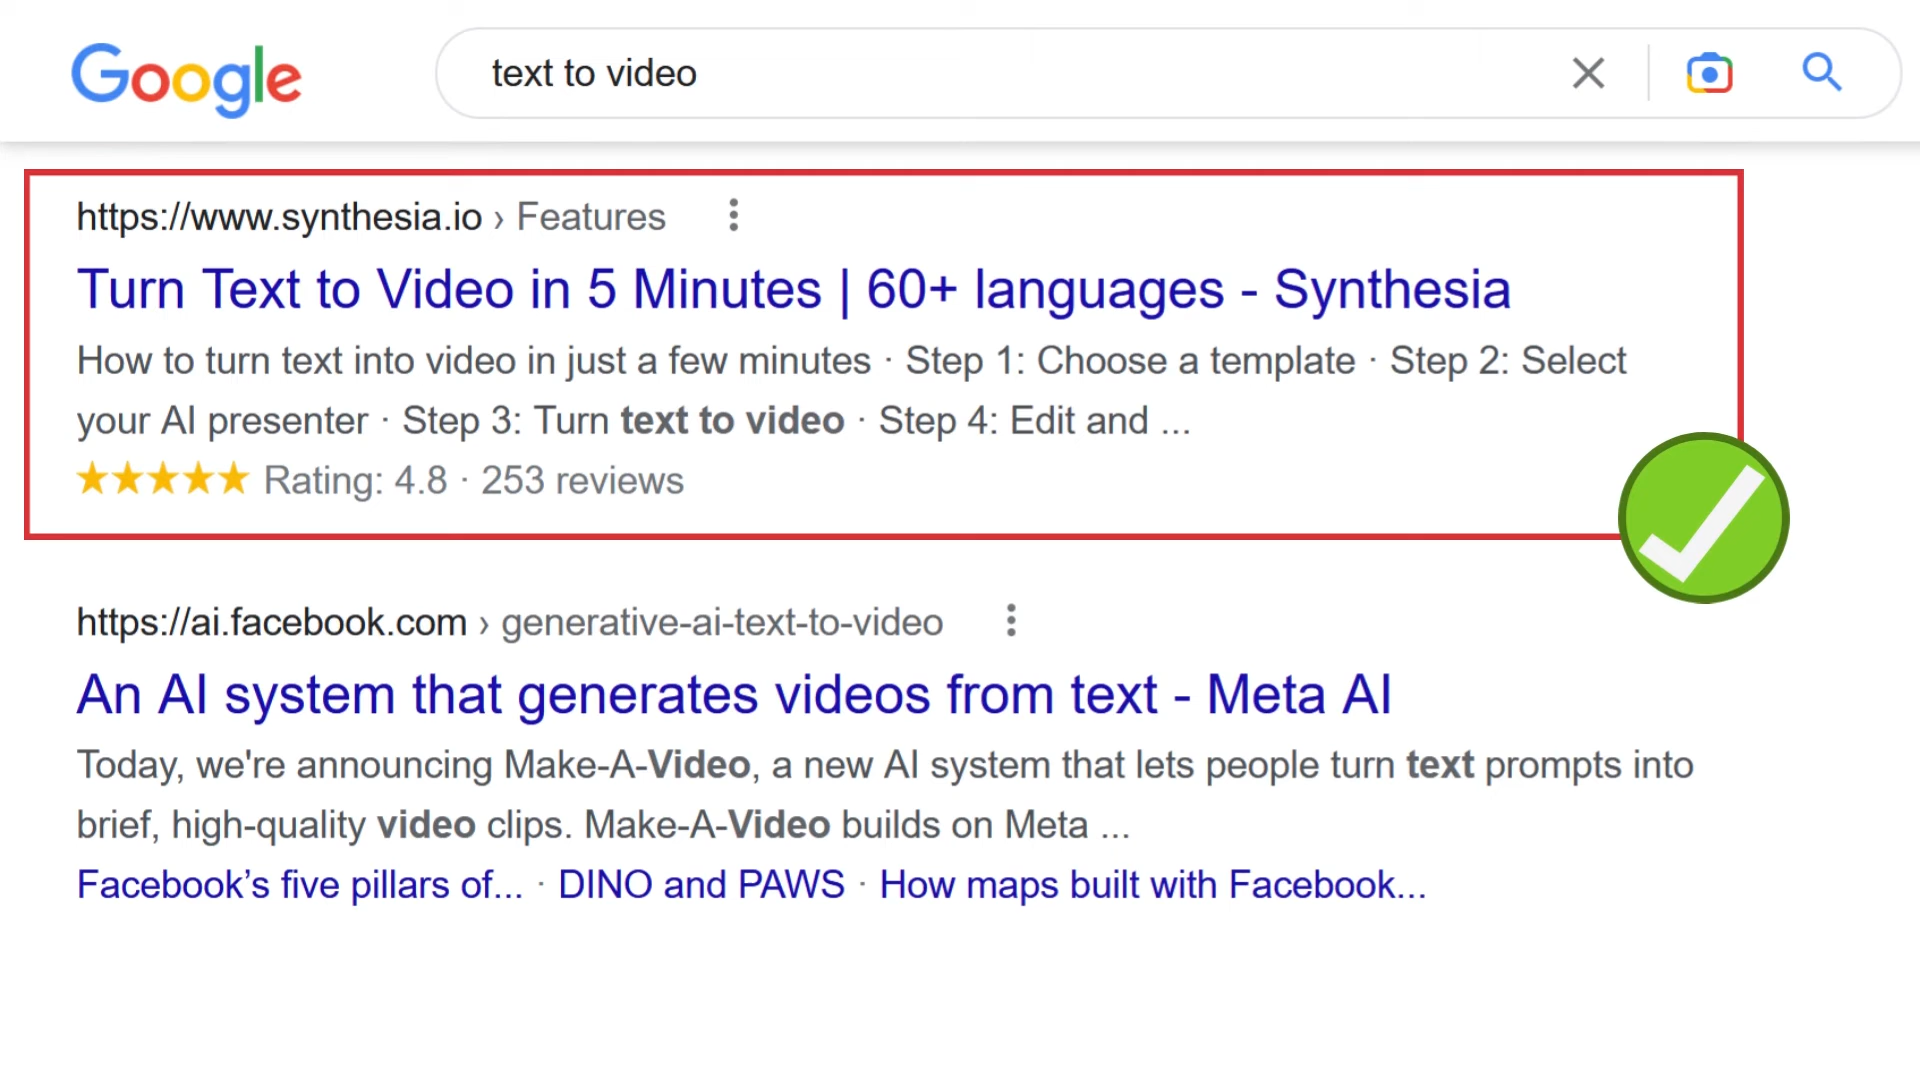 Google
text to video
https://www.synthesia.io › Features
Turn Text to Video in 5 Minutes | 60+ languages - Synthesia
How to turn text into video in just a few minutes · Step 1: Choose a template · Step 2: Select
your AI presenter · Step 3: Turn text to video · Step 4: Edit and ...
Rating: 4.8 · 253 reviews
https://ai.facebook.com › generative-ai-text-to-video
An AI system that generates videos from text - Meta AI
Today, we're announcing Make-A-Video, a new AI system that lets people turn text prompts into
brief, high-quality video clips. Make-A-Video builds on Meta ...
Facebook’s five pillars of... · DINO and PAWS · How maps built with Facebook...